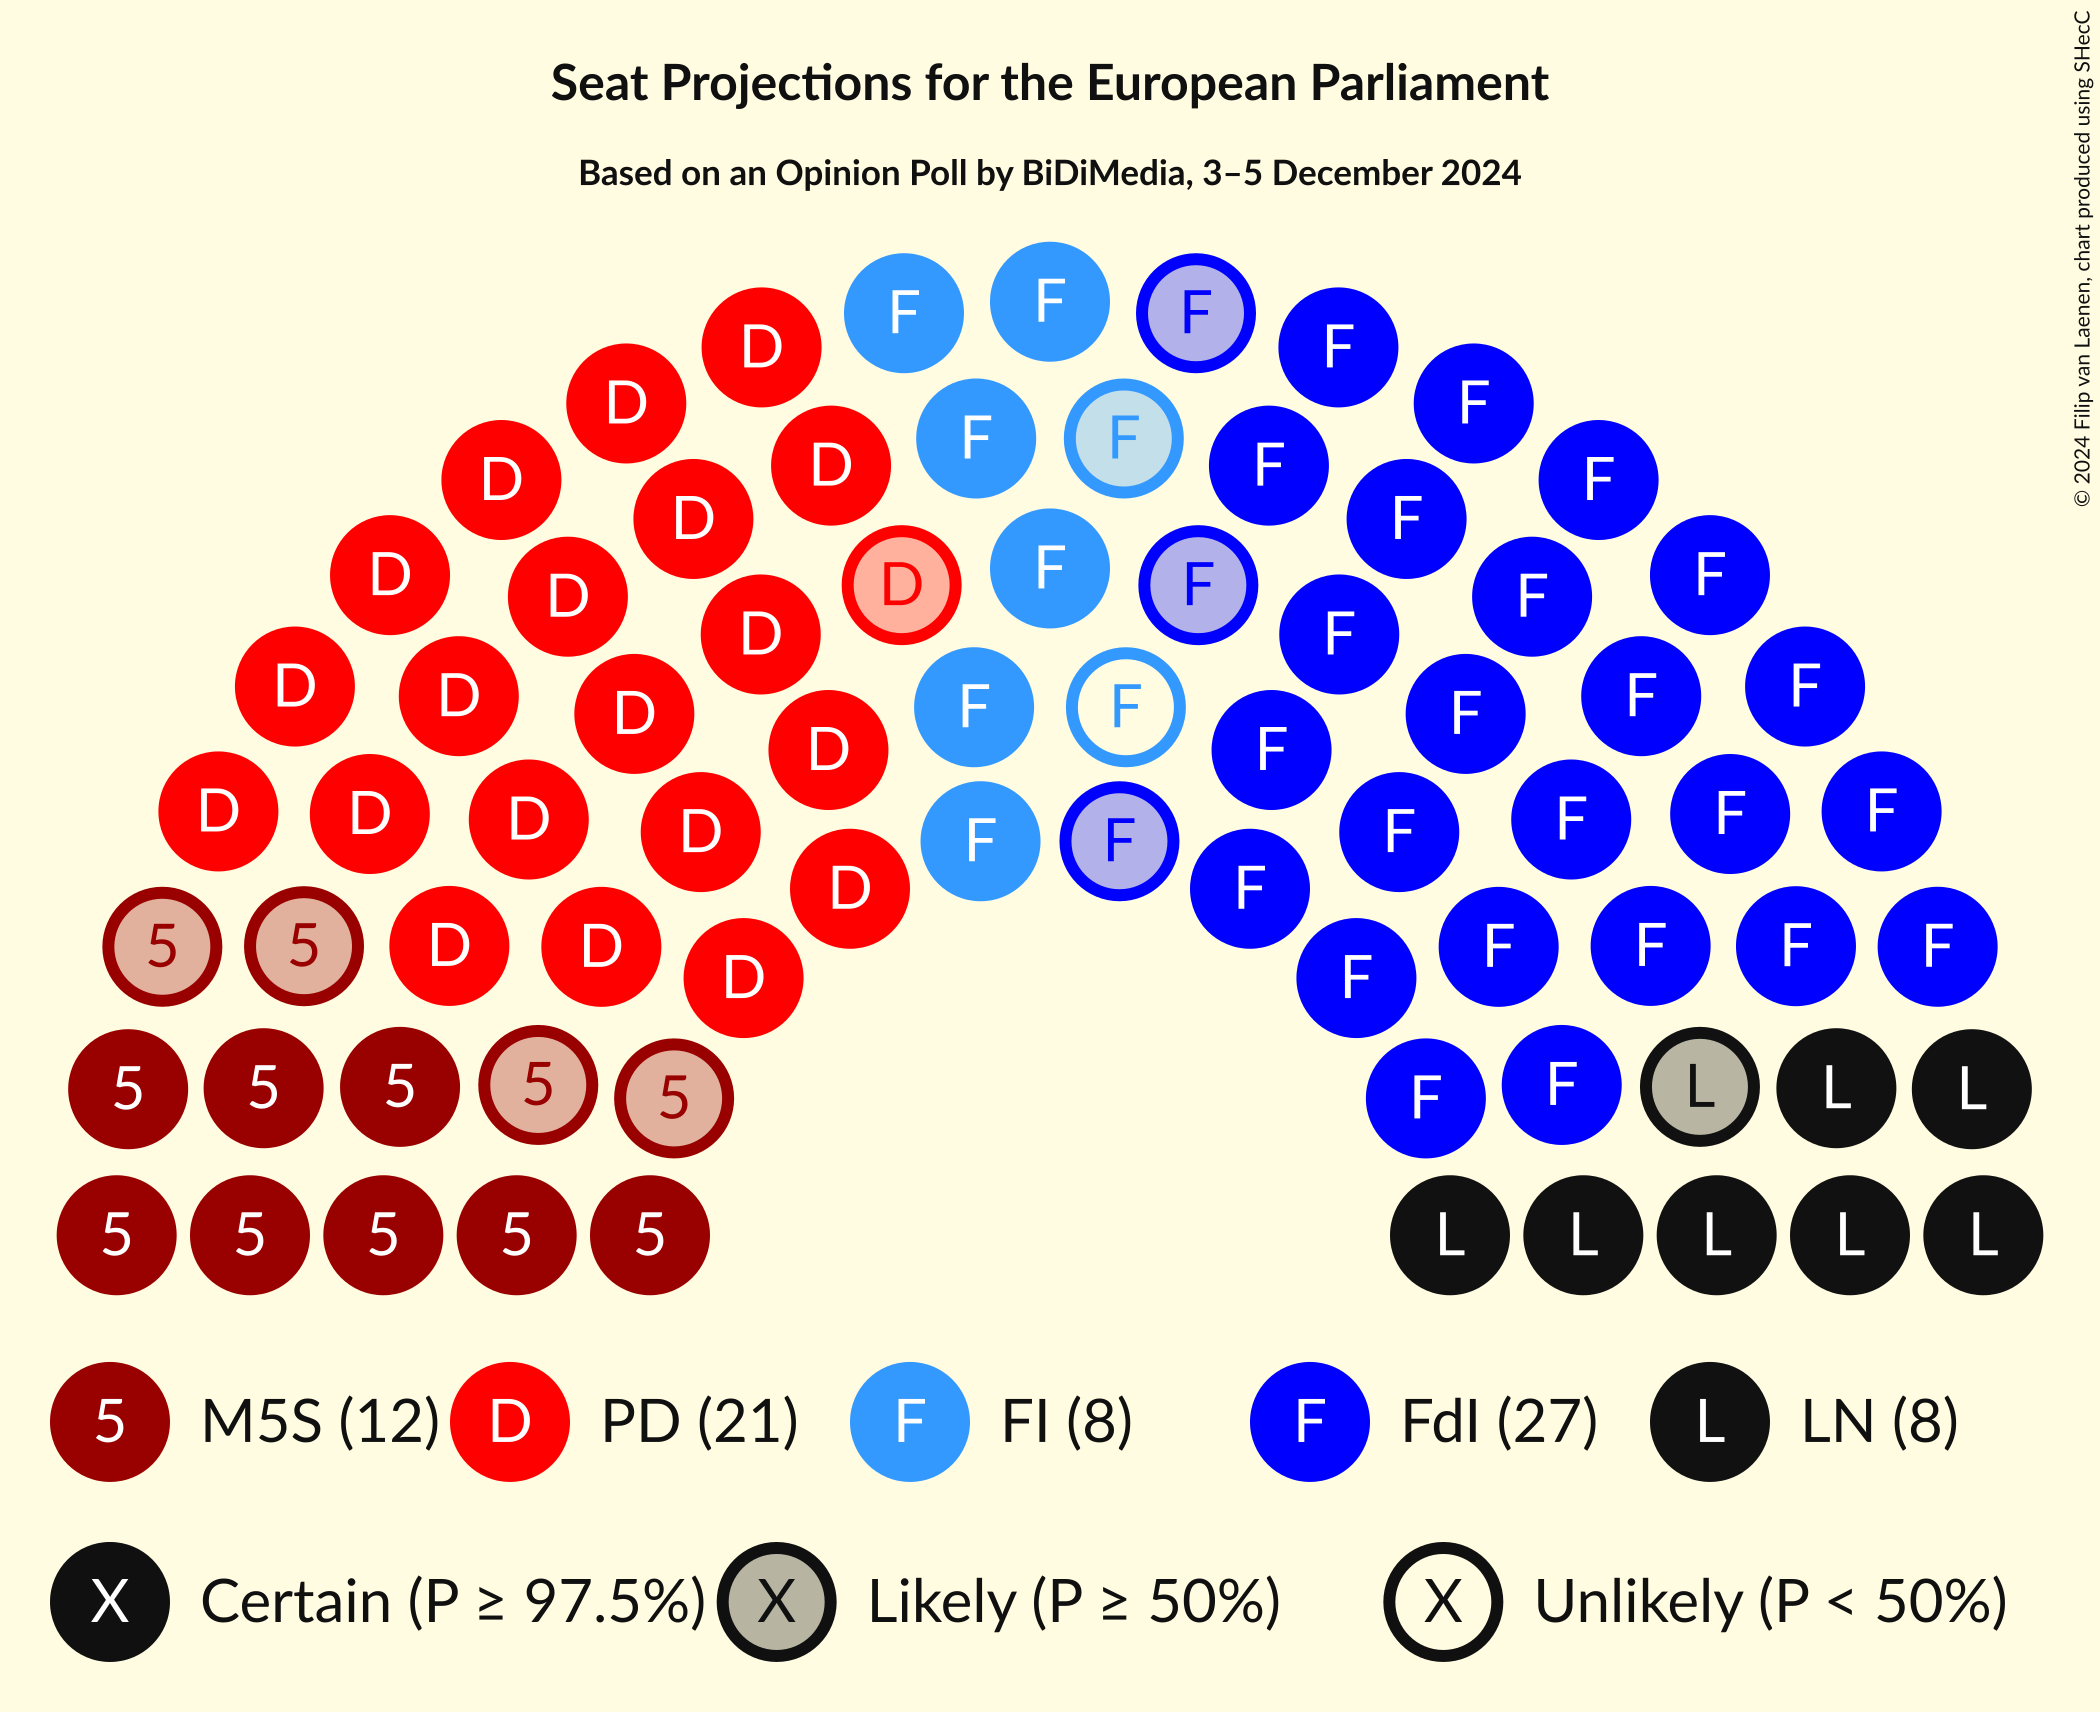 Seat Projections for the European Parliament
Based on an Opinion Poll by BiDiMedia, 3–5 December 2024
© 2024 Filip van Laenen, chart produced using SHecC
F F F
D F
D F
F F
D F
D F
D F
D D F F F
D F
D F
D D D F F F F F
D F
D D D D F F F F F F
D F
5 5 D D F F F F
D F
5 5 5 5 5 F F L L L
5 5 5 5 5 L L L L L
5 M5S (12) D PD (21) F FI (8) F FdI (27) L LN (8)
X Certain (P ≥ 97.5%) X Likely (P ≥ 50%) X Unlikely (P < 50%)